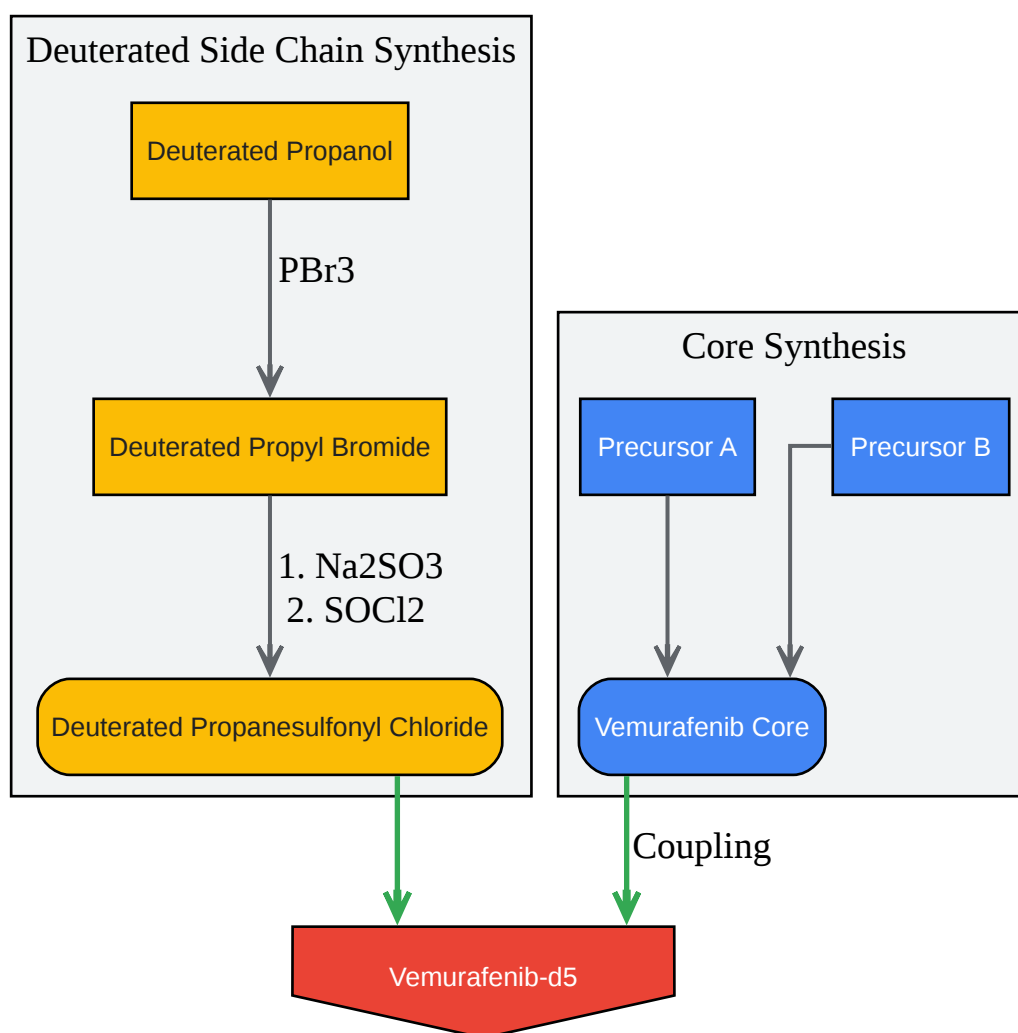 Deuterated Side Chain Synthesis
Deuterated Propanol
PBr3
Deuterated Propyl Bromide
1. Na2SO3
2. SOCl2
Deuterated Propanesulfonyl Chloride
Core Synthesis
Precursor A
Precursor B
Vemurafenib Core
Coupling
Vemurafenib-d5